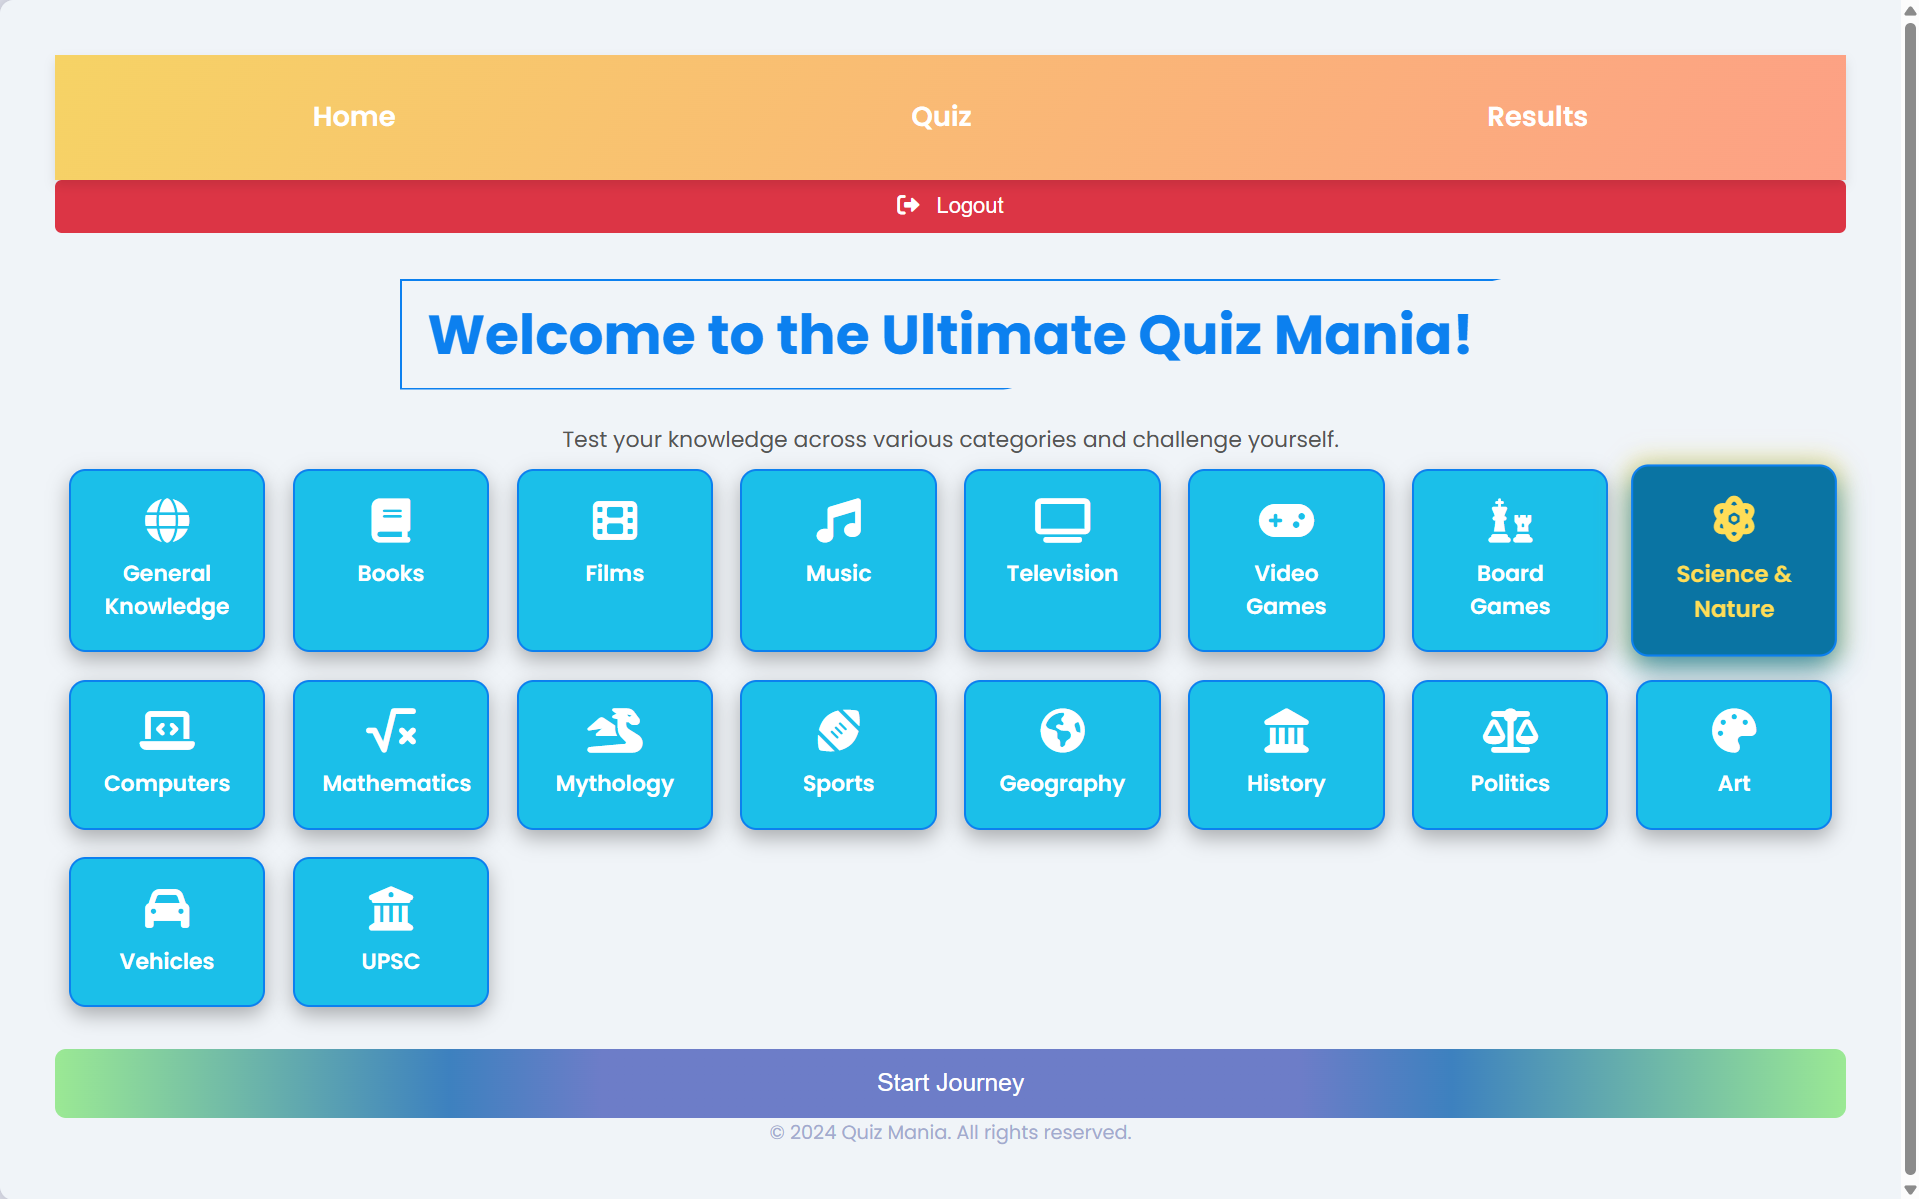 Home
Quiz
Results
Logout
Welcome to the Ultimate Quiz Mania!
Test your knowledge across various categories and challenge yourself.
General
Knowledge
Books
Films
Music
Television
Video
Games
Board
Games
Science &
Nature
Computers
Mathematics
Mythology
Sports
Geography
History
Politics
Art
Vehicles
UPSC
Start Journey
© 2024 Quiz Mania. All rights reserved.